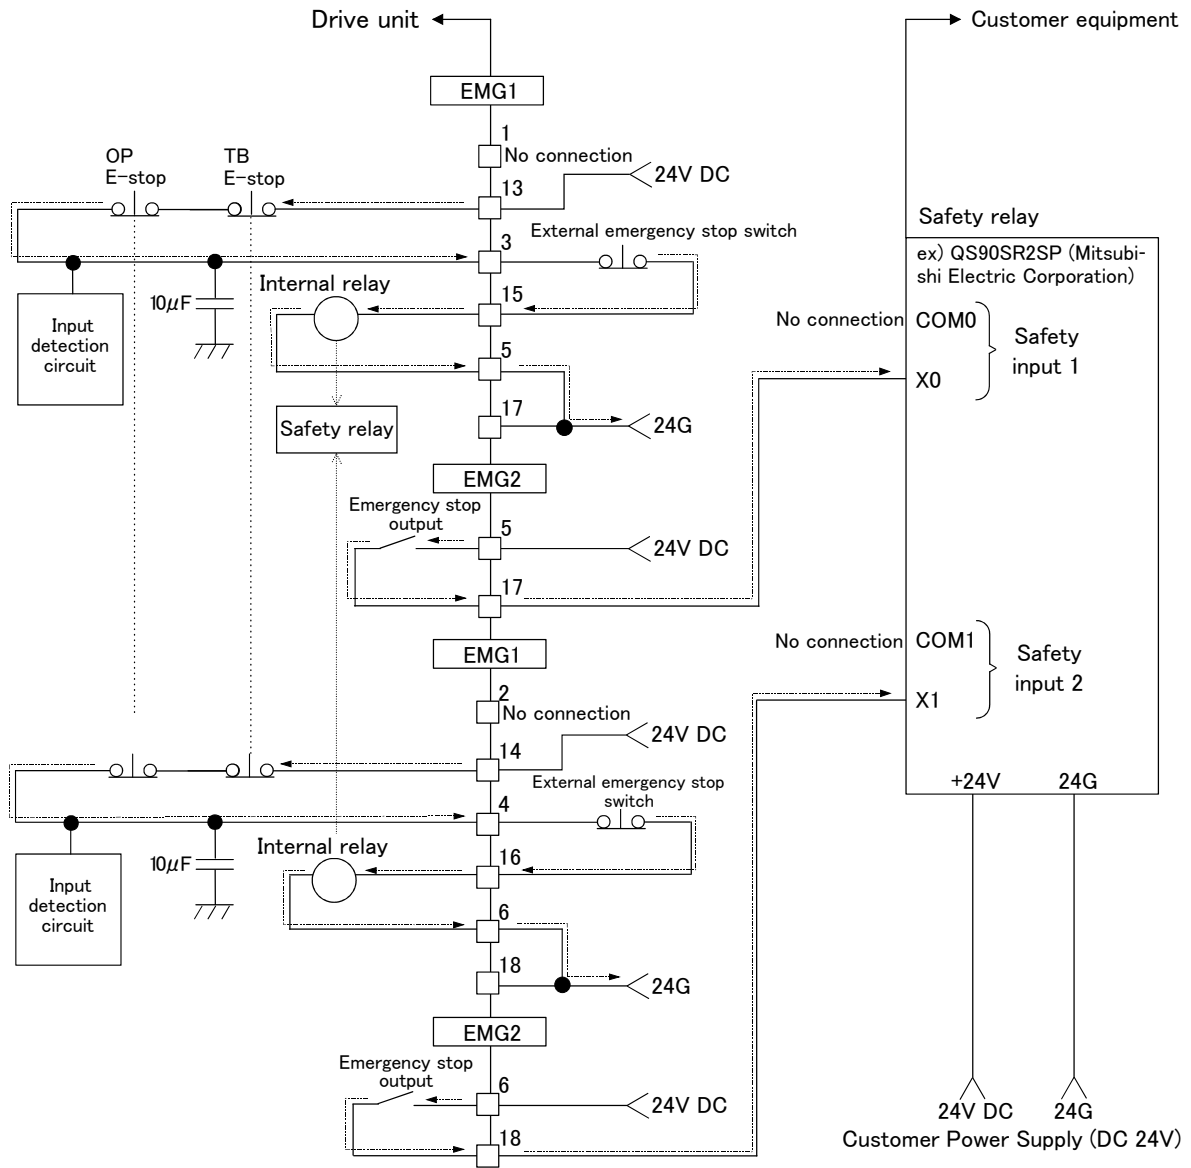 Drive unit
Customer equipment
EMG1
1
No connection
OP
E-stop
TB
E-stop
13
24V DC
3
External emergency stop switch
Internal relay
10μF
15
Input
detection
circuit
5
17
24G
Safety relay
EMG2
Emergency stop
output
5
24V DC
17
Safety relay
ex) QS90SR2SP (Mitsubi-
shi Electric Corporation)
No connection
COM0
Safety
input 1
X0
No connection
COM1
Safety
input 2
X1
+24V
24G
EMG1
2
No connection
14
24V DC
4
External emergency stop
switch
Internal relay
10μF
16
Input
detection
circuit
6
18
24G
EMG2
Emergency stop
output
6
24V DC
18
24V DC
24G
Customer Power Supply (DC 24V)